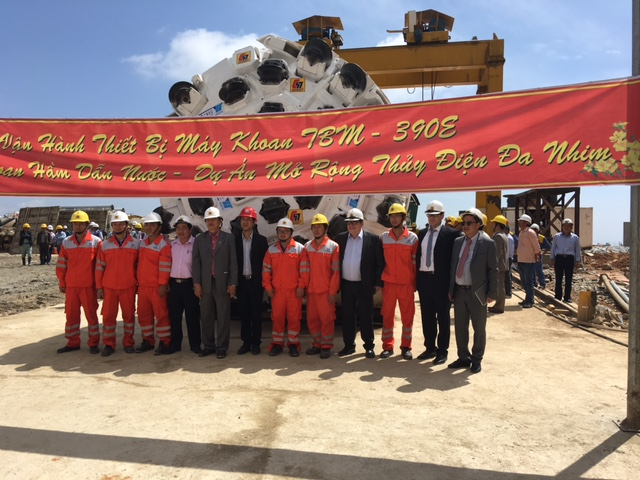 Vận Hành Thiết Bị Máy Khoan TBM - 390E
oan Hầm Dẫn Nước - Dự Án Mở Rộng Thủy Điện Đa Nhim